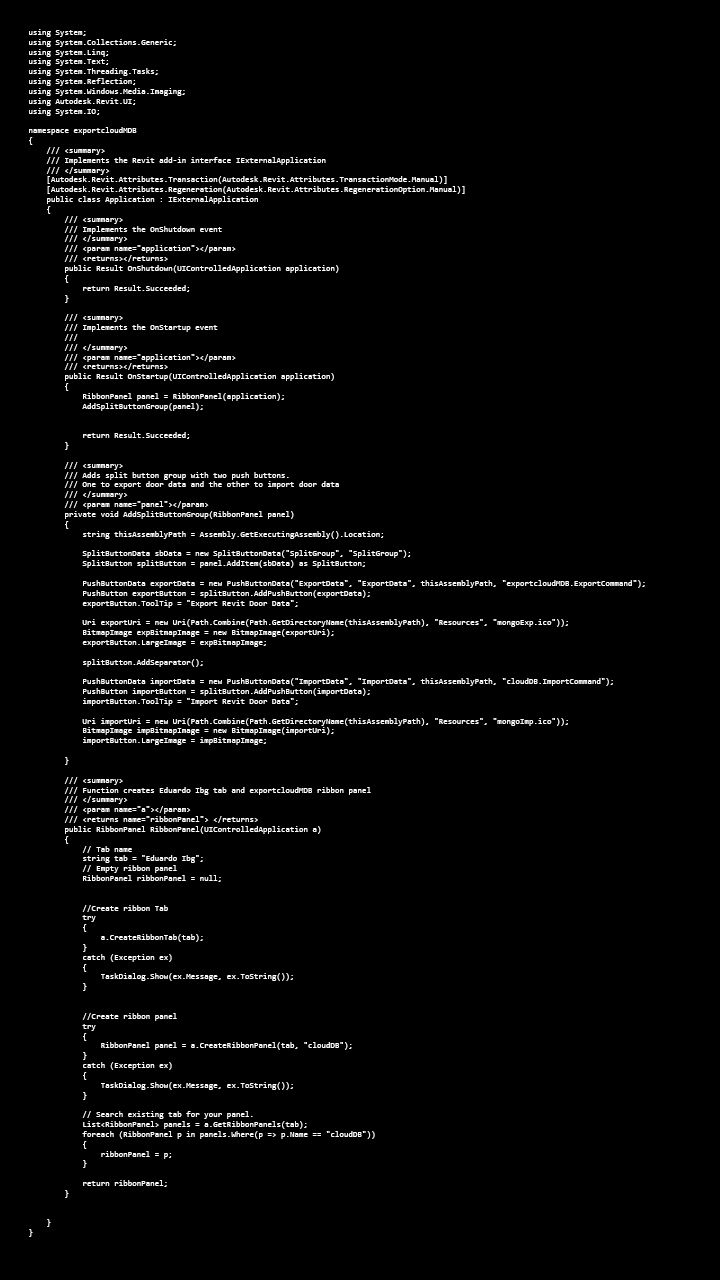 using System;
using System.Collections.Generic;
using System.Linq;
using System.Text;
using System.Threading.Tasks;
using System.Reflection;
using System.Windows.Media.Imaging;
using Autodesk.Revit.UI;
using System.IO;

namespace exportcloudMDB
{
    /// <summary>
    /// Implements the Revit add-in interface IExternalApplication
    /// </summary>
    [Autodesk.Revit.Attributes.Transaction(Autodesk.Revit.Attributes.TransactionMode.Manual)]
    [Autodesk.Revit.Attributes.Regeneration(Autodesk.Revit.Attributes.RegenerationOption.Manual)]
    public class Application : IExternalApplication
    {
        /// <summary>
        /// Implements the OnShutdown event
        /// </summary>
        /// <param name="application"></param>
        /// <returns></returns>
        public Result OnShutdown(UIControlledApplication application)
        {
            return Result.Succeeded;
        }

        /// <summary>
        /// Implements the OnStartup event
        ///
        /// </summary>
        /// <param name="application"></param>
        /// <returns></returns>
        public Result OnStartup(UIControlledApplication application)
        {
            RibbonPanel panel = RibbonPanel(application);
            AddSplitButtonGroup(panel);


            return Result.Succeeded;
        }

        /// <summary>
        /// Adds split button group with two push buttons.
        /// One to export door data and the other to import door data
        /// </summary>
        /// <param name="panel"></param>
        private void AddSplitButtonGroup(RibbonPanel panel)
        {
            string thisAssemblyPath = Assembly.GetExecutingAssembly().Location;

            SplitButtonData sbData = new SplitButtonData("SplitGroup", "SplitGroup");
            SplitButton splitButton = panel.AddItem(sbData) as SplitButton;

            PushButtonData exportData = new PushButtonData("ExportData", "ExportData", thisAssemblyPath, "exportcloudMDB.ExportCommand");
            PushButton exportButton = splitButton.AddPushButton(exportData);
            exportButton.ToolTip = "Export Revit Door Data";

            Uri exportUri = new Uri(Path.Combine(Path.GetDirectoryName(thisAssemblyPath), "Resources", "mongoExp.ico"));
            BitmapImage expBitmapImage = new BitmapImage(exportUri);
            exportButton.LargeImage = expBitmapImage;

            splitButton.AddSeparator();

            PushButtonData importData = new PushButtonData("ImportData", "ImportData", thisAssemblyPath, "cloudDB.ImportCommand");
            PushButton importButton = splitButton.AddPushButton(importData);
            importButton.ToolTip = "Import Revit Door Data";

            Uri importUri = new Uri(Path.Combine(Path.GetDirectoryName(thisAssemblyPath), "Resources", "mongoImp.ico"));
            BitmapImage impBitmapImage = new BitmapImage(importUri);
            importButton.LargeImage = impBitmapImage;

        }

        /// <summary>
        /// Function creates Eduardo Ibg tab and exportcloudMDB ribbon panel
        /// </summary>
        /// <param name="a"></param>
        /// <returns name="ribbonPanel"> </returns>
        public RibbonPanel RibbonPanel(UIControlledApplication a)
        {
            // Tab name
            string tab = "Eduardo Ibg";
            // Empty ribbon panel
            RibbonPanel ribbonPanel = null;


            //Create ribbon Tab
            try
            {
                a.CreateRibbonTab(tab);
            }
            catch (Exception ex)
            {
                TaskDialog.Show(ex.Message, ex.ToString());
            }


            //Create ribbon panel
            try
            {
                RibbonPanel panel = a.CreateRibbonPanel(tab, "cloudDB");
            }
            catch (Exception ex)
            {
                TaskDialog.Show(ex.Message, ex.ToString());
            }

            // Search existing tab for your panel.
            List<RibbonPanel> panels = a.GetRibbonPanels(tab);
            foreach (RibbonPanel p in panels.Where(p => p.Name == "cloudDB"))
            {
                ribbonPanel = p;
            }

            return ribbonPanel;
        }


    }
}